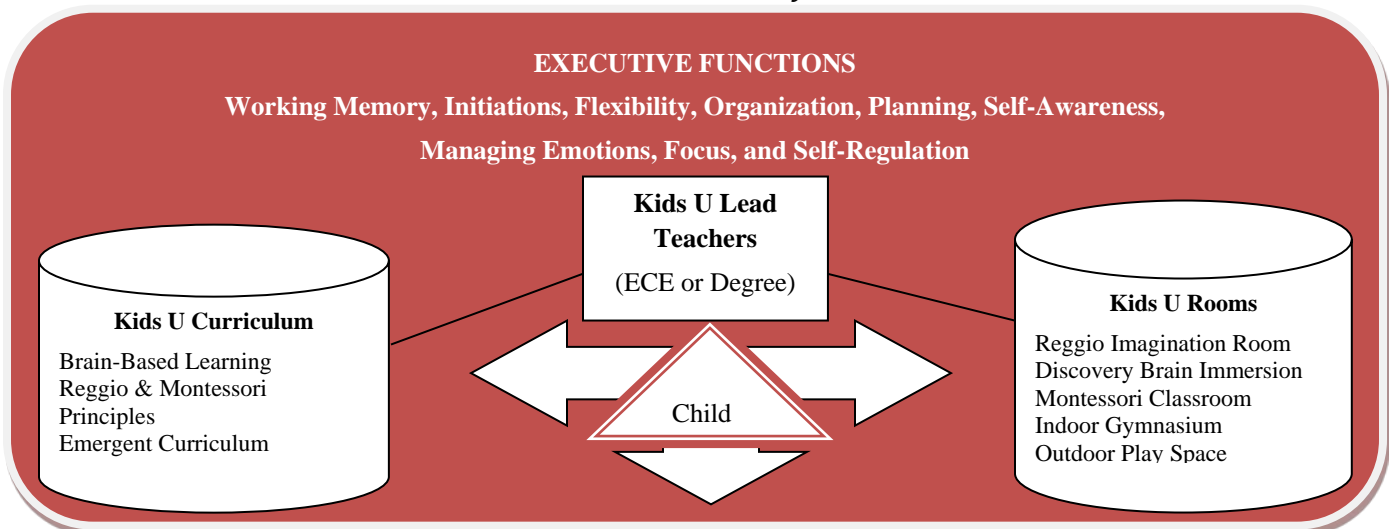 EXECUTIVE FUNCTIONS
Working Memory, Initiations, Flexibility, Organization, Planning, Self-Awareness,
Managing Emotions, Focus, and Self-Regulation
Kids U Lead
Teachers
(ECE or Degree)
Kids U Curriculum
Brain-Based Learning
Reggio & Montessori
Principles
Emergent Curriculum
Child
Kids U Rooms
Reggio Imagination Room
Discovery Brain Immersion
Montessori Classroom
Indoor Gymnasium
Outdoor Play Space